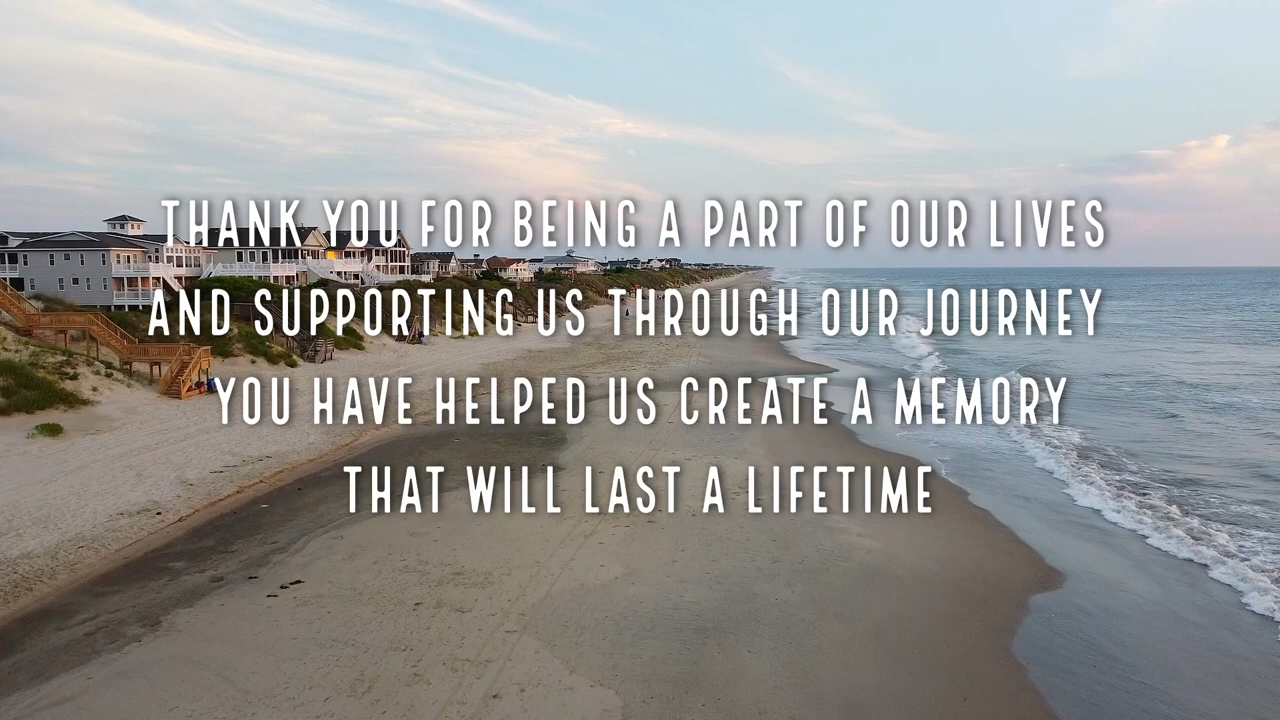 THANK YOU FOR BEING A PART OF OUR LIVES
AND SUPPORTING US THROUGH OUR JOURNEY
YOU HAVE HELPED US CREATE A MEMORY
THAT WILL LAST A LIFETIME